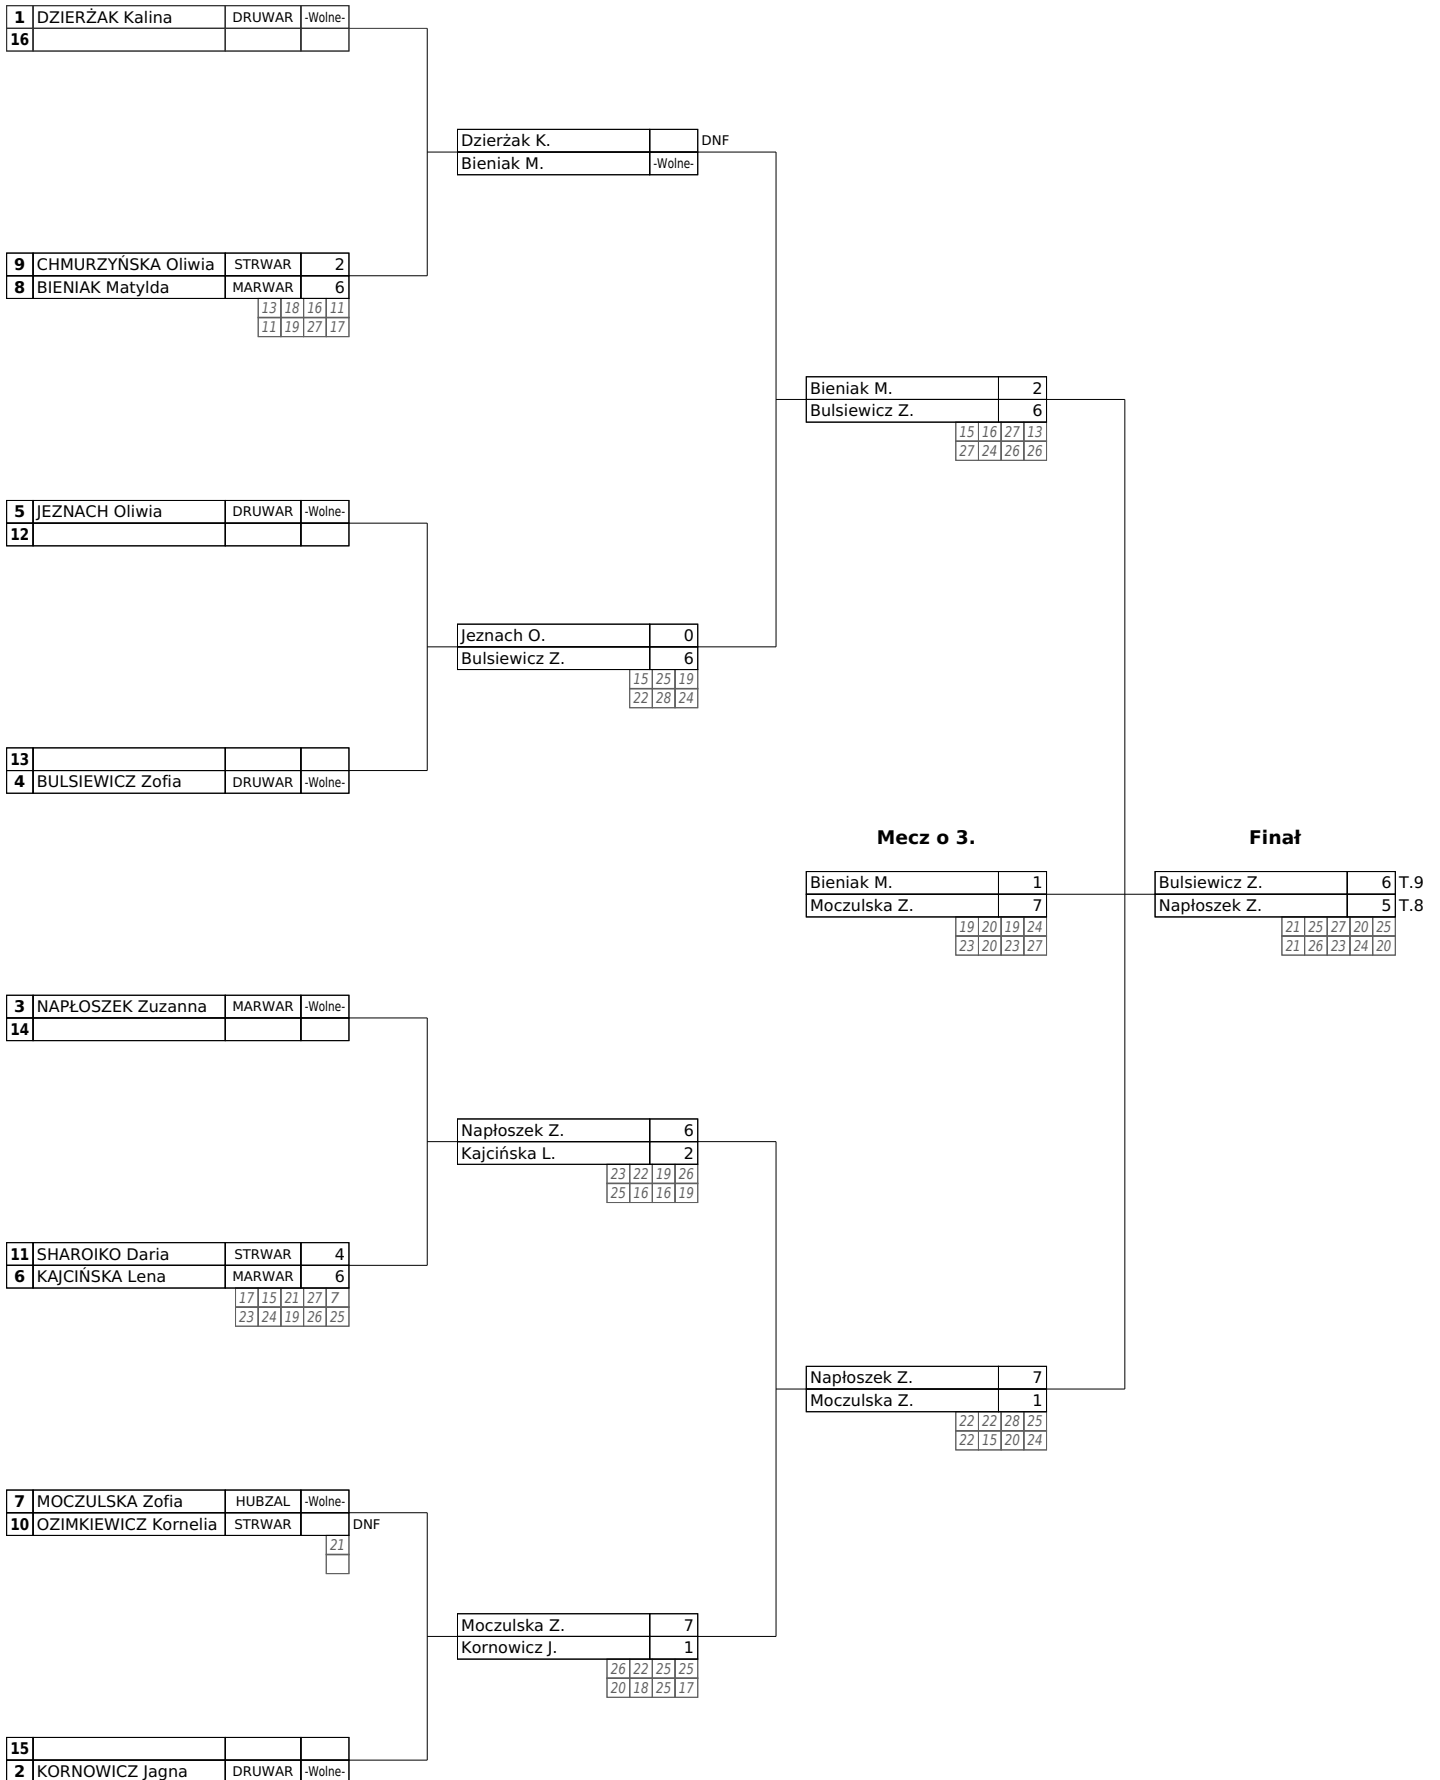 1 DZIERŻAK Kalina DRUWAR -Wolne-
16
Dzierżak K. DNF
Bieniak M. -Wolne-
9 CHMURZYŃSKA Oliwia STRWAR 2
8 BIENIAK Matylda MARWAR 6
13 18 16 11
11 19 27 17
Bieniak M. 2
Bulsiewicz Z. 6
15 16 27 13
27 24 26 26
5 JEZNACH Oliwia DRUWAR -Wolne-
12
Jeznach O. 0
Bulsiewicz Z. 6
15 25 19
22 28 24
13
4 BULSIEWICZ Zofia DRUWAR -Wolne-
Mecz o 3.
Finał
Bieniak M. 1
Moczulska Z. 7
19 20 19 24
23 20 23 27
Bulsiewicz Z. 6 T.9
Napłoszek Z. 5 T.8
21 25 27 20 25
21 26 23 24 20
3 NAPŁOSZEK Zuzanna MARWAR -Wolne-
14
Napłoszek Z. 6
Kajcińska L. 2
23 22 19 26
25 16 16 19
11 SHAROIKO Daria STRWAR 4
6 KAJCIŃSKA Lena MARWAR 6
17 15 21 27 7
23 24 19 26 25
Napłoszek Z. 7
Moczulska Z. 1
22 22 28 25
22 15 20 24
7 MOCZULSKA Zofia HUBZAL -Wolne-
10 OZIMKIEWICZ Kornelia STRWAR DNF
21
Moczulska Z. 7
Kornowicz J. 1
26 22 25 25
20 18 25 17
15
2 KORNOWICZ Jagna DRUWAR -Wolne-